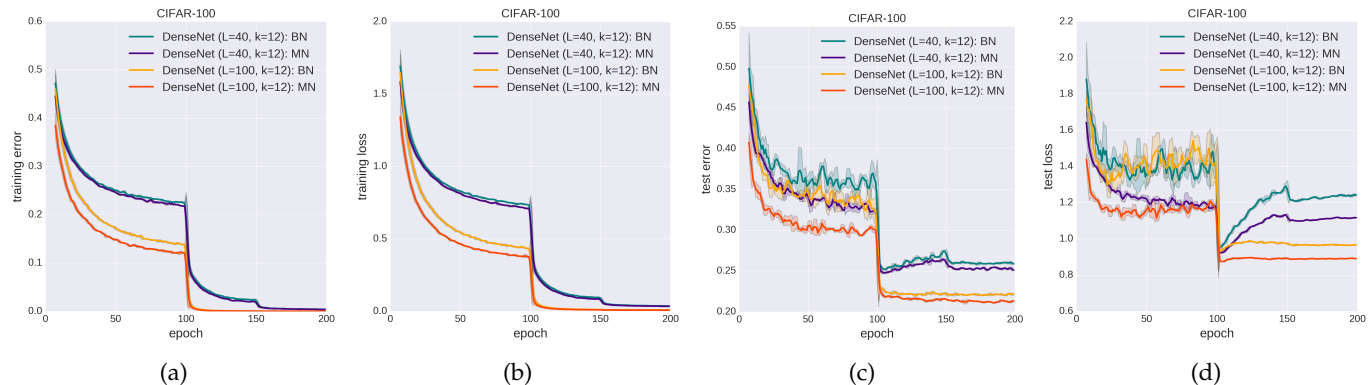 CIFAR-100
0.6
0.5
0.4
0.3
0.2
0.1
0.0
training error
DenseNet (L=40, k=12): BN
DenseNet (L=40, k=12): MN
DenseNet (L=100, k=12): BN
DenseNet (L=100, k=12): MN
0
50
100
150
200
epoch
(a)
CIFAR-100
2.0
1.5
1.0
0.5
0.0
training loss
DenseNet (L=40, k=12): BN
DenseNet (L=40, k=12): MN
DenseNet (L=100, k=12): BN
DenseNet (L=100, k=12): MN
0
50
100
150
200
epoch
(b)
CIFAR-100
0.55
0.50
0.45
0.40
0.35
0.30
0.25
0.20
test error
DenseNet (L=40, k=12): BN
DenseNet (L=40, k=12): MN
DenseNet (L=100, k=12): BN
DenseNet (L=100, k=12): MN
0
50
100
150
200
epoch
(c)
CIFAR-100
2.2
2.0
1.8
1.6
1.4
1.2
1.0
0.8
0.6
test loss
DenseNet (L=40, k=12): BN
DenseNet (L=40, k=12): MN
DenseNet (L=100, k=12): BN
DenseNet (L=100, k=12): MN
0
50
100
150
200
epoch
(d)